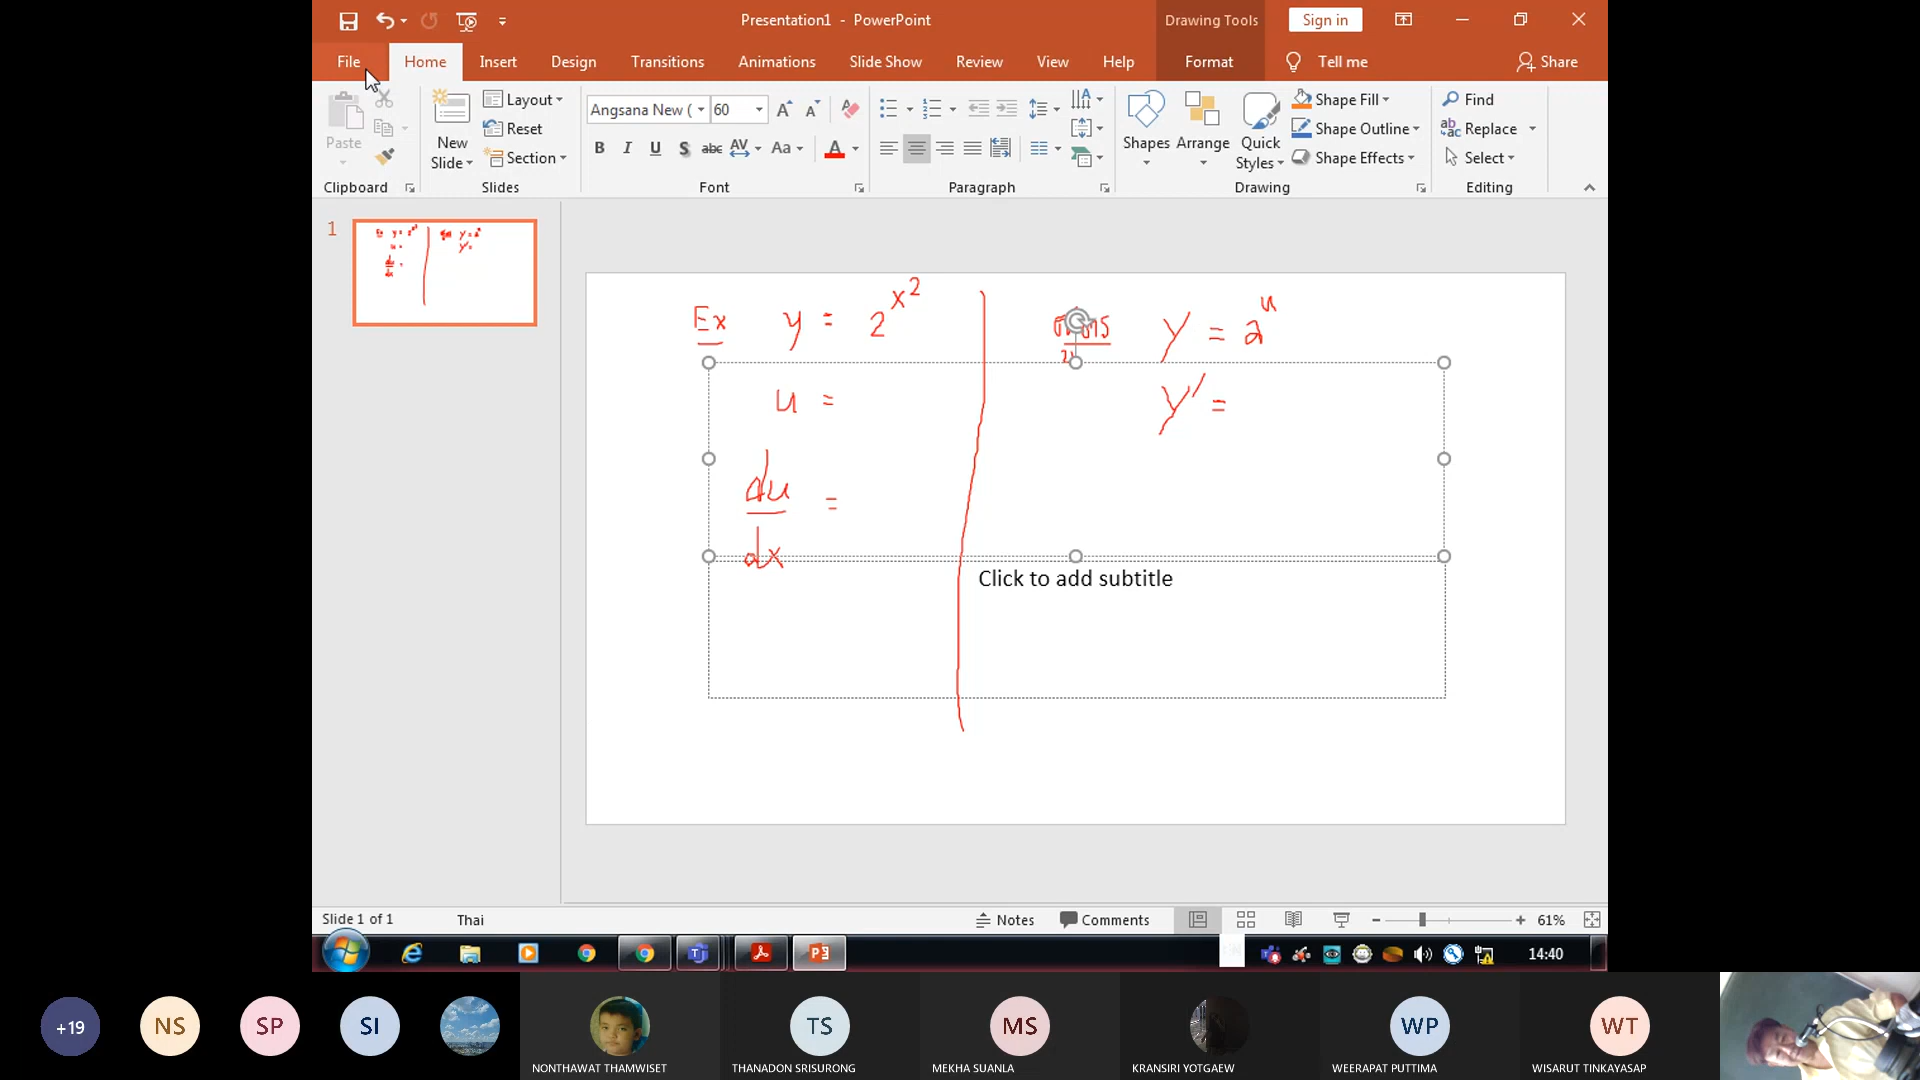 Presentation1 - PowerPoint
Drawing Tools
Sign in
File
Home
Insert
Design
Transitions
Animations
Slide Show
Review
View
Help
Format
Tell me
Share
Paste
New Slide
Layout
Reset
Section
Angsana New (
60
Shapes
Arrange
Quick Styles
Shape Fill
Shape Outline
Shape Effects
Find
Replace
Select
Clipboard
Slides
Font
Paragraph
Drawing
Editing
1
Ex y = 2^x^2
y = 2^u
u =
y' =
du/dx =
Click to add subtitle
Slide 1 of 1
Thai
Notes
Comments
61%
14:40
+19
NS
SP
SI
TS
MS
WP
WT
NONTHAWAT THAMWISET
THANADON SRISURONG
MEKHA SUANLA
KRANSIRI YOTGAEW
WEERAPAT PUTTIMA
WISARUT TINKAYASAP